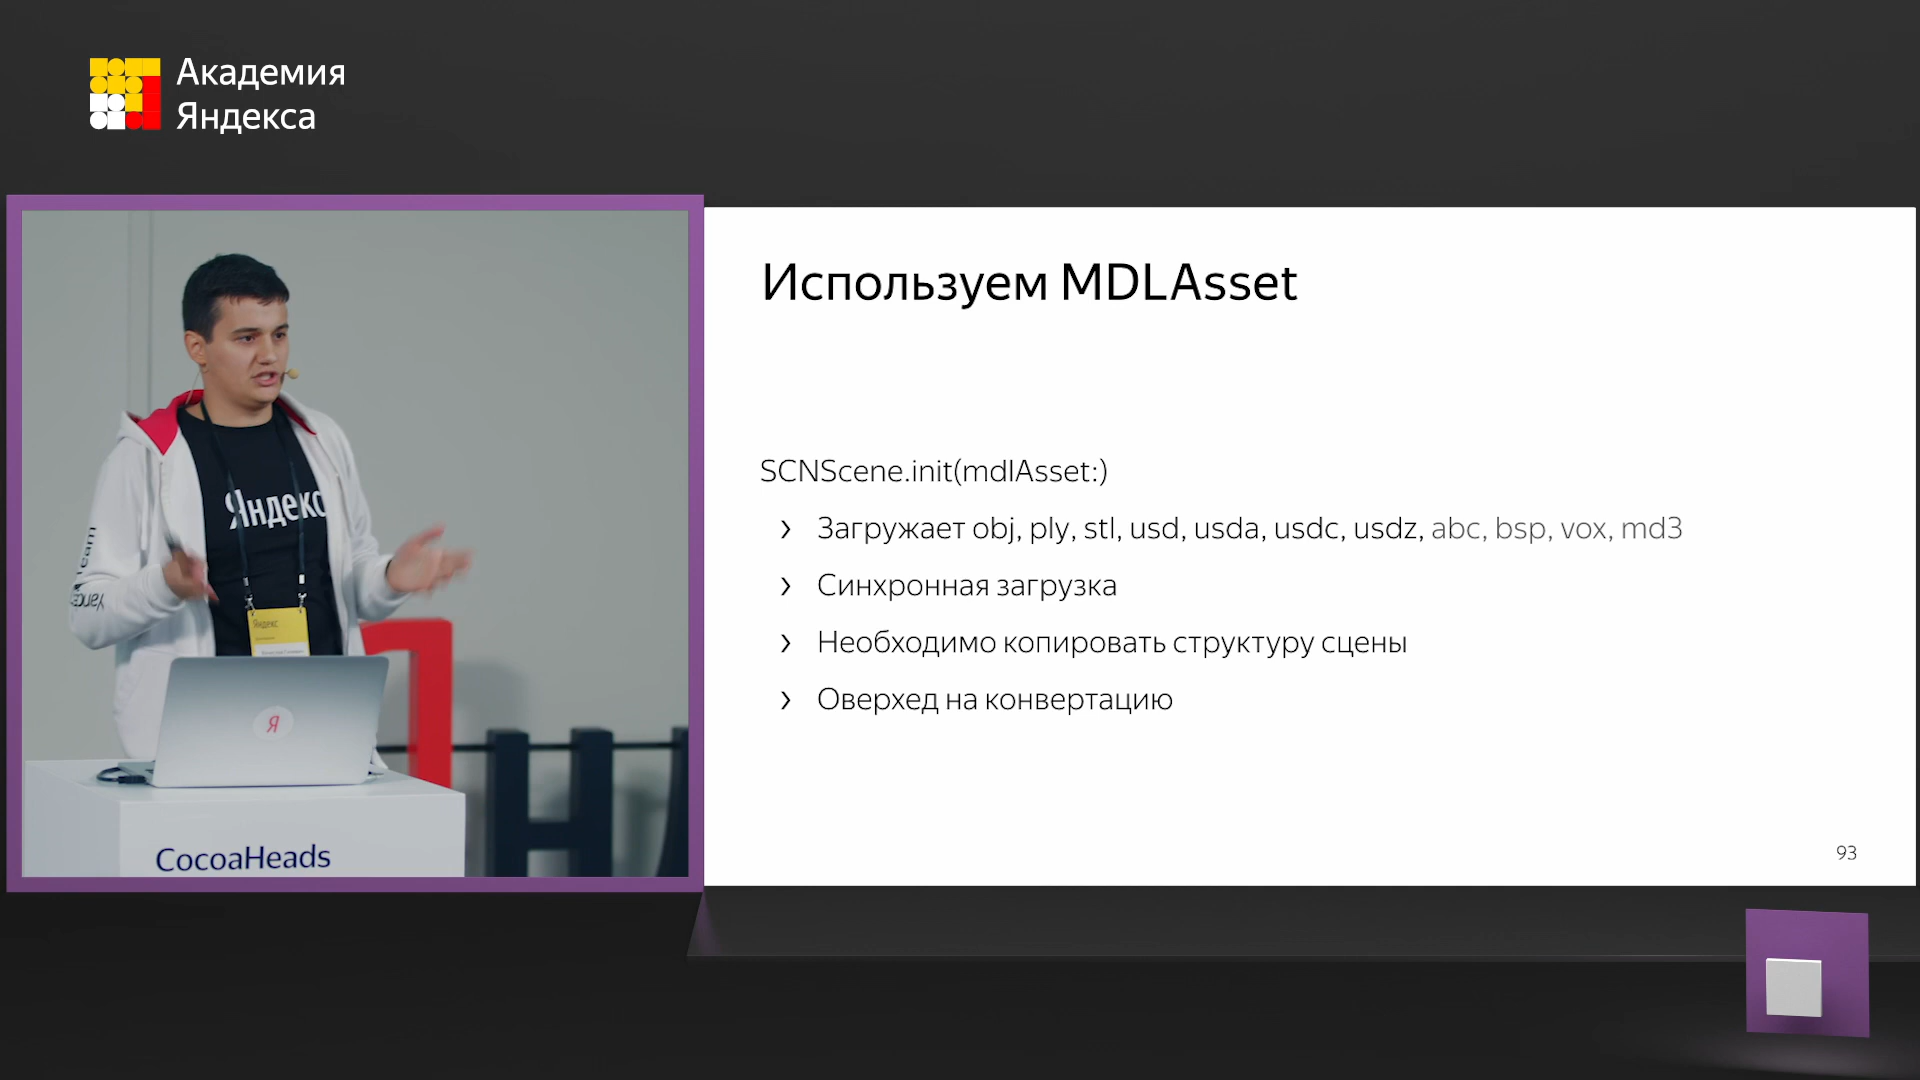 Академия
Яндекса
Используем MDLAsset
SCNScene.init(mdlAsset:)
› Загружает obj, ply, stl, usd, usda, usdc, usdz, abc, bsp, vox, md3
› Синхронная загрузка
› Необходимо копировать структуру сцены
› Оверхед на конвертацию
93
Яндекс
Яндекс
Я
CocoaHeads